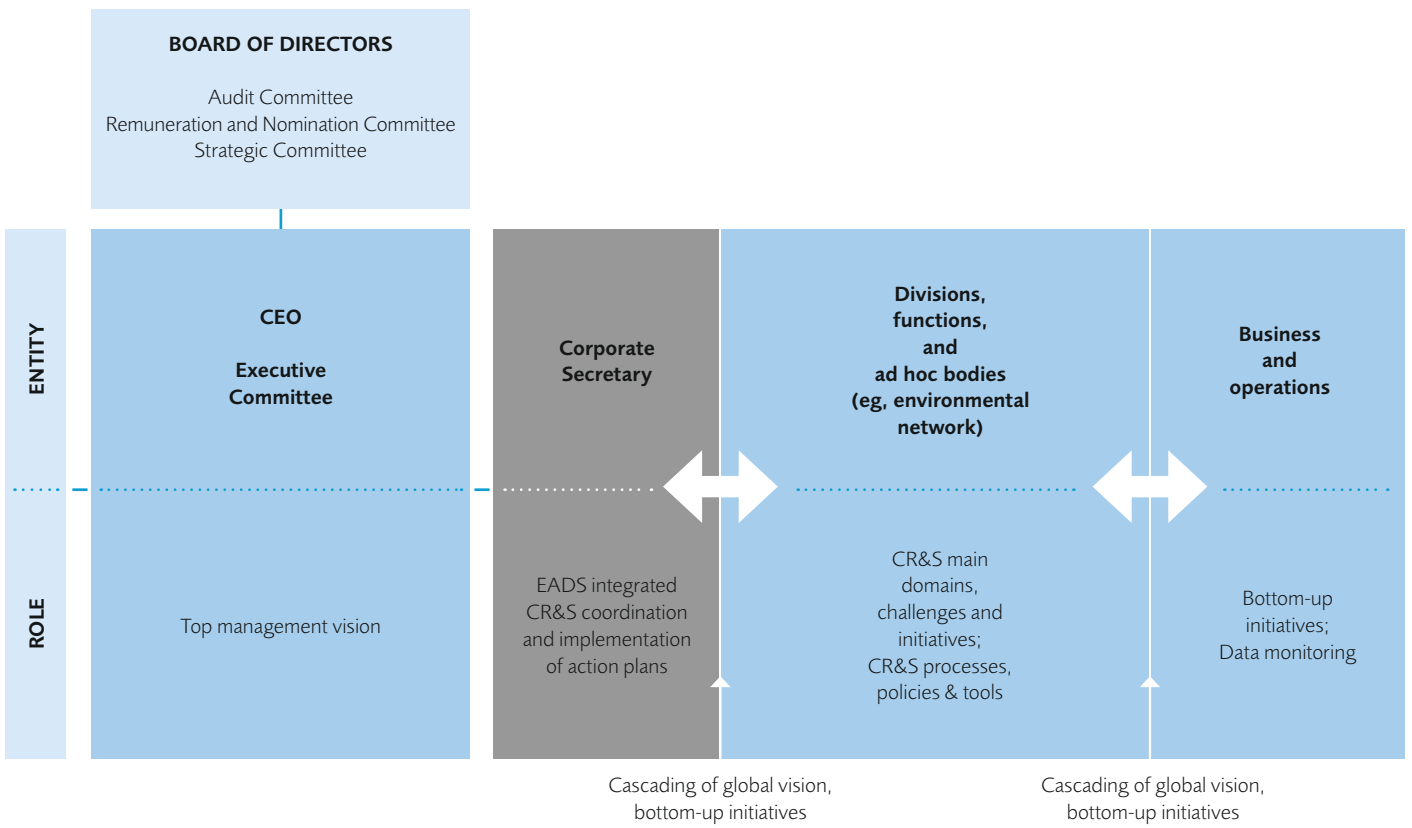 BOARD OF DIRECTORS
Audit Committee
Remuneration and Nomination Committee
Strategic Committee
ENTITY
CEO
Executive
Committee
Corporate
Secretary
Divisions,
functions,
and
ad hoc bodies
(eg, environmental
network)
Business
and
operations
ROLE
Top management vision
EADS integrated
CR&S coordination
and implementation
of action plans
CR&S main
domains,
challenges and
initiatives;
CR&S processes,
policies & tools
Bottom-up
initiatives;
Data monitoring
Cascading of global vision,
bottom-up initiatives
Cascading of global vision,
bottom-up initiatives